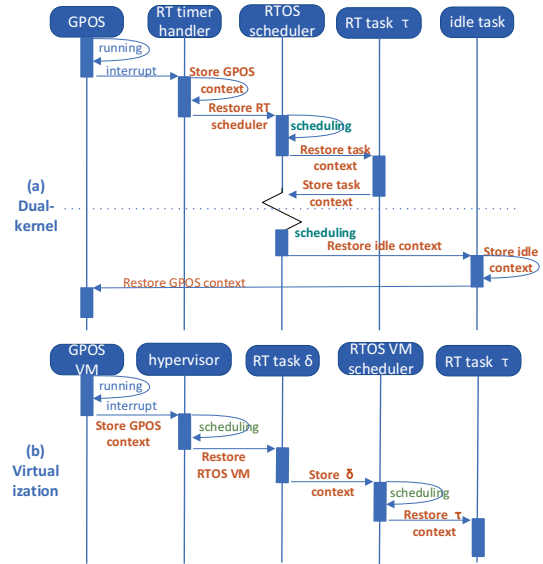 GPOS
RT timer
handler
RTOS
scheduler
RT task τ
idle task
running
interrupt
Store GPOS
context
Restore RT
scheduler
scheduling
Restore task
context
Store task
context
(a)
Dual-
kernel
scheduling
Restore idle context
Store idle
context
Restore GPOS context
GPOS
VM
hypervisor
RT task δ
RTOS VM
scheduler
RT task τ
running
interrupt
Store GPOS
context
scheduling
Restore
RTOS VM
(b)
Virtual
ization
Store δ
context
scheduling
Restore τ
context